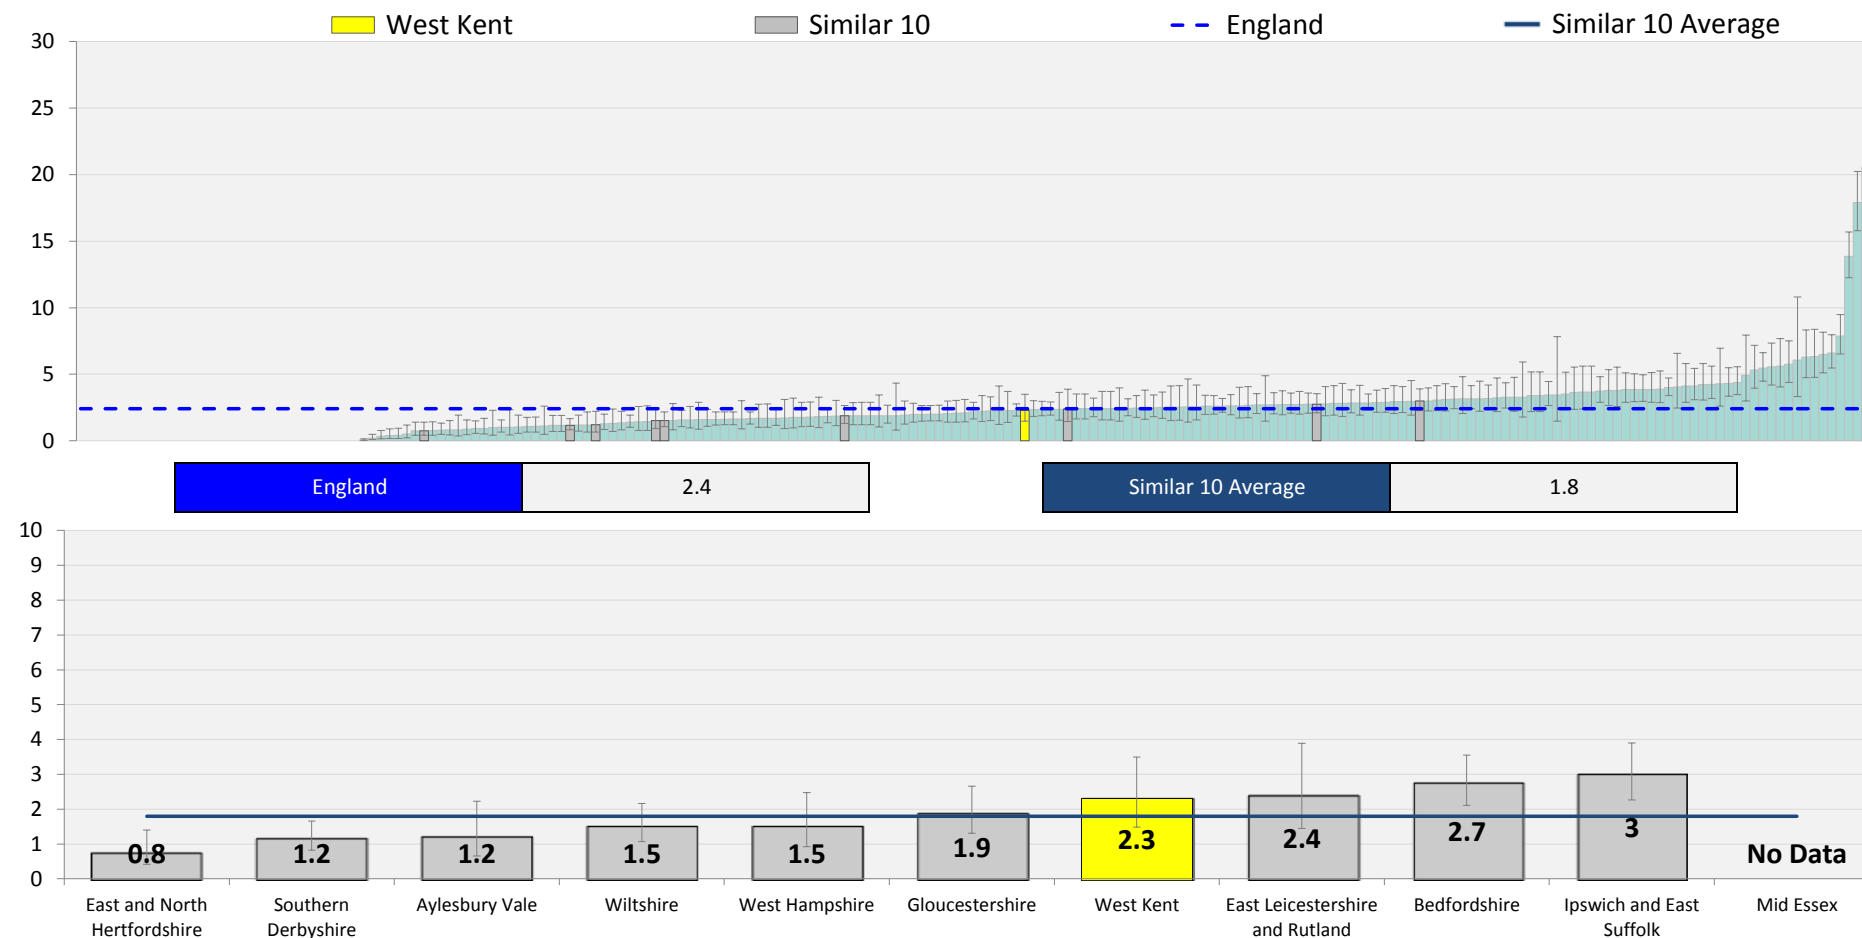 West Kent
Similar 10
England
Similar 10 Average
30
25
20
15
10
5
0
England
2.4
Similar 10 Average
1.8
10
9
8
7
6
5
4
3
2
1
0
0.8
1.2
1.2
1.5
1.5
1.9
2.3
2.4
2.7
3
No Data
East and North
Hertfordshire
Southern
Derbyshire
Aylesbury Vale
Wiltshire
West Hampshire
Gloucestershire
West Kent
East Leicestershire
and Rutland
Bedfordshire
Ipswich and East
Suffolk
Mid Essex